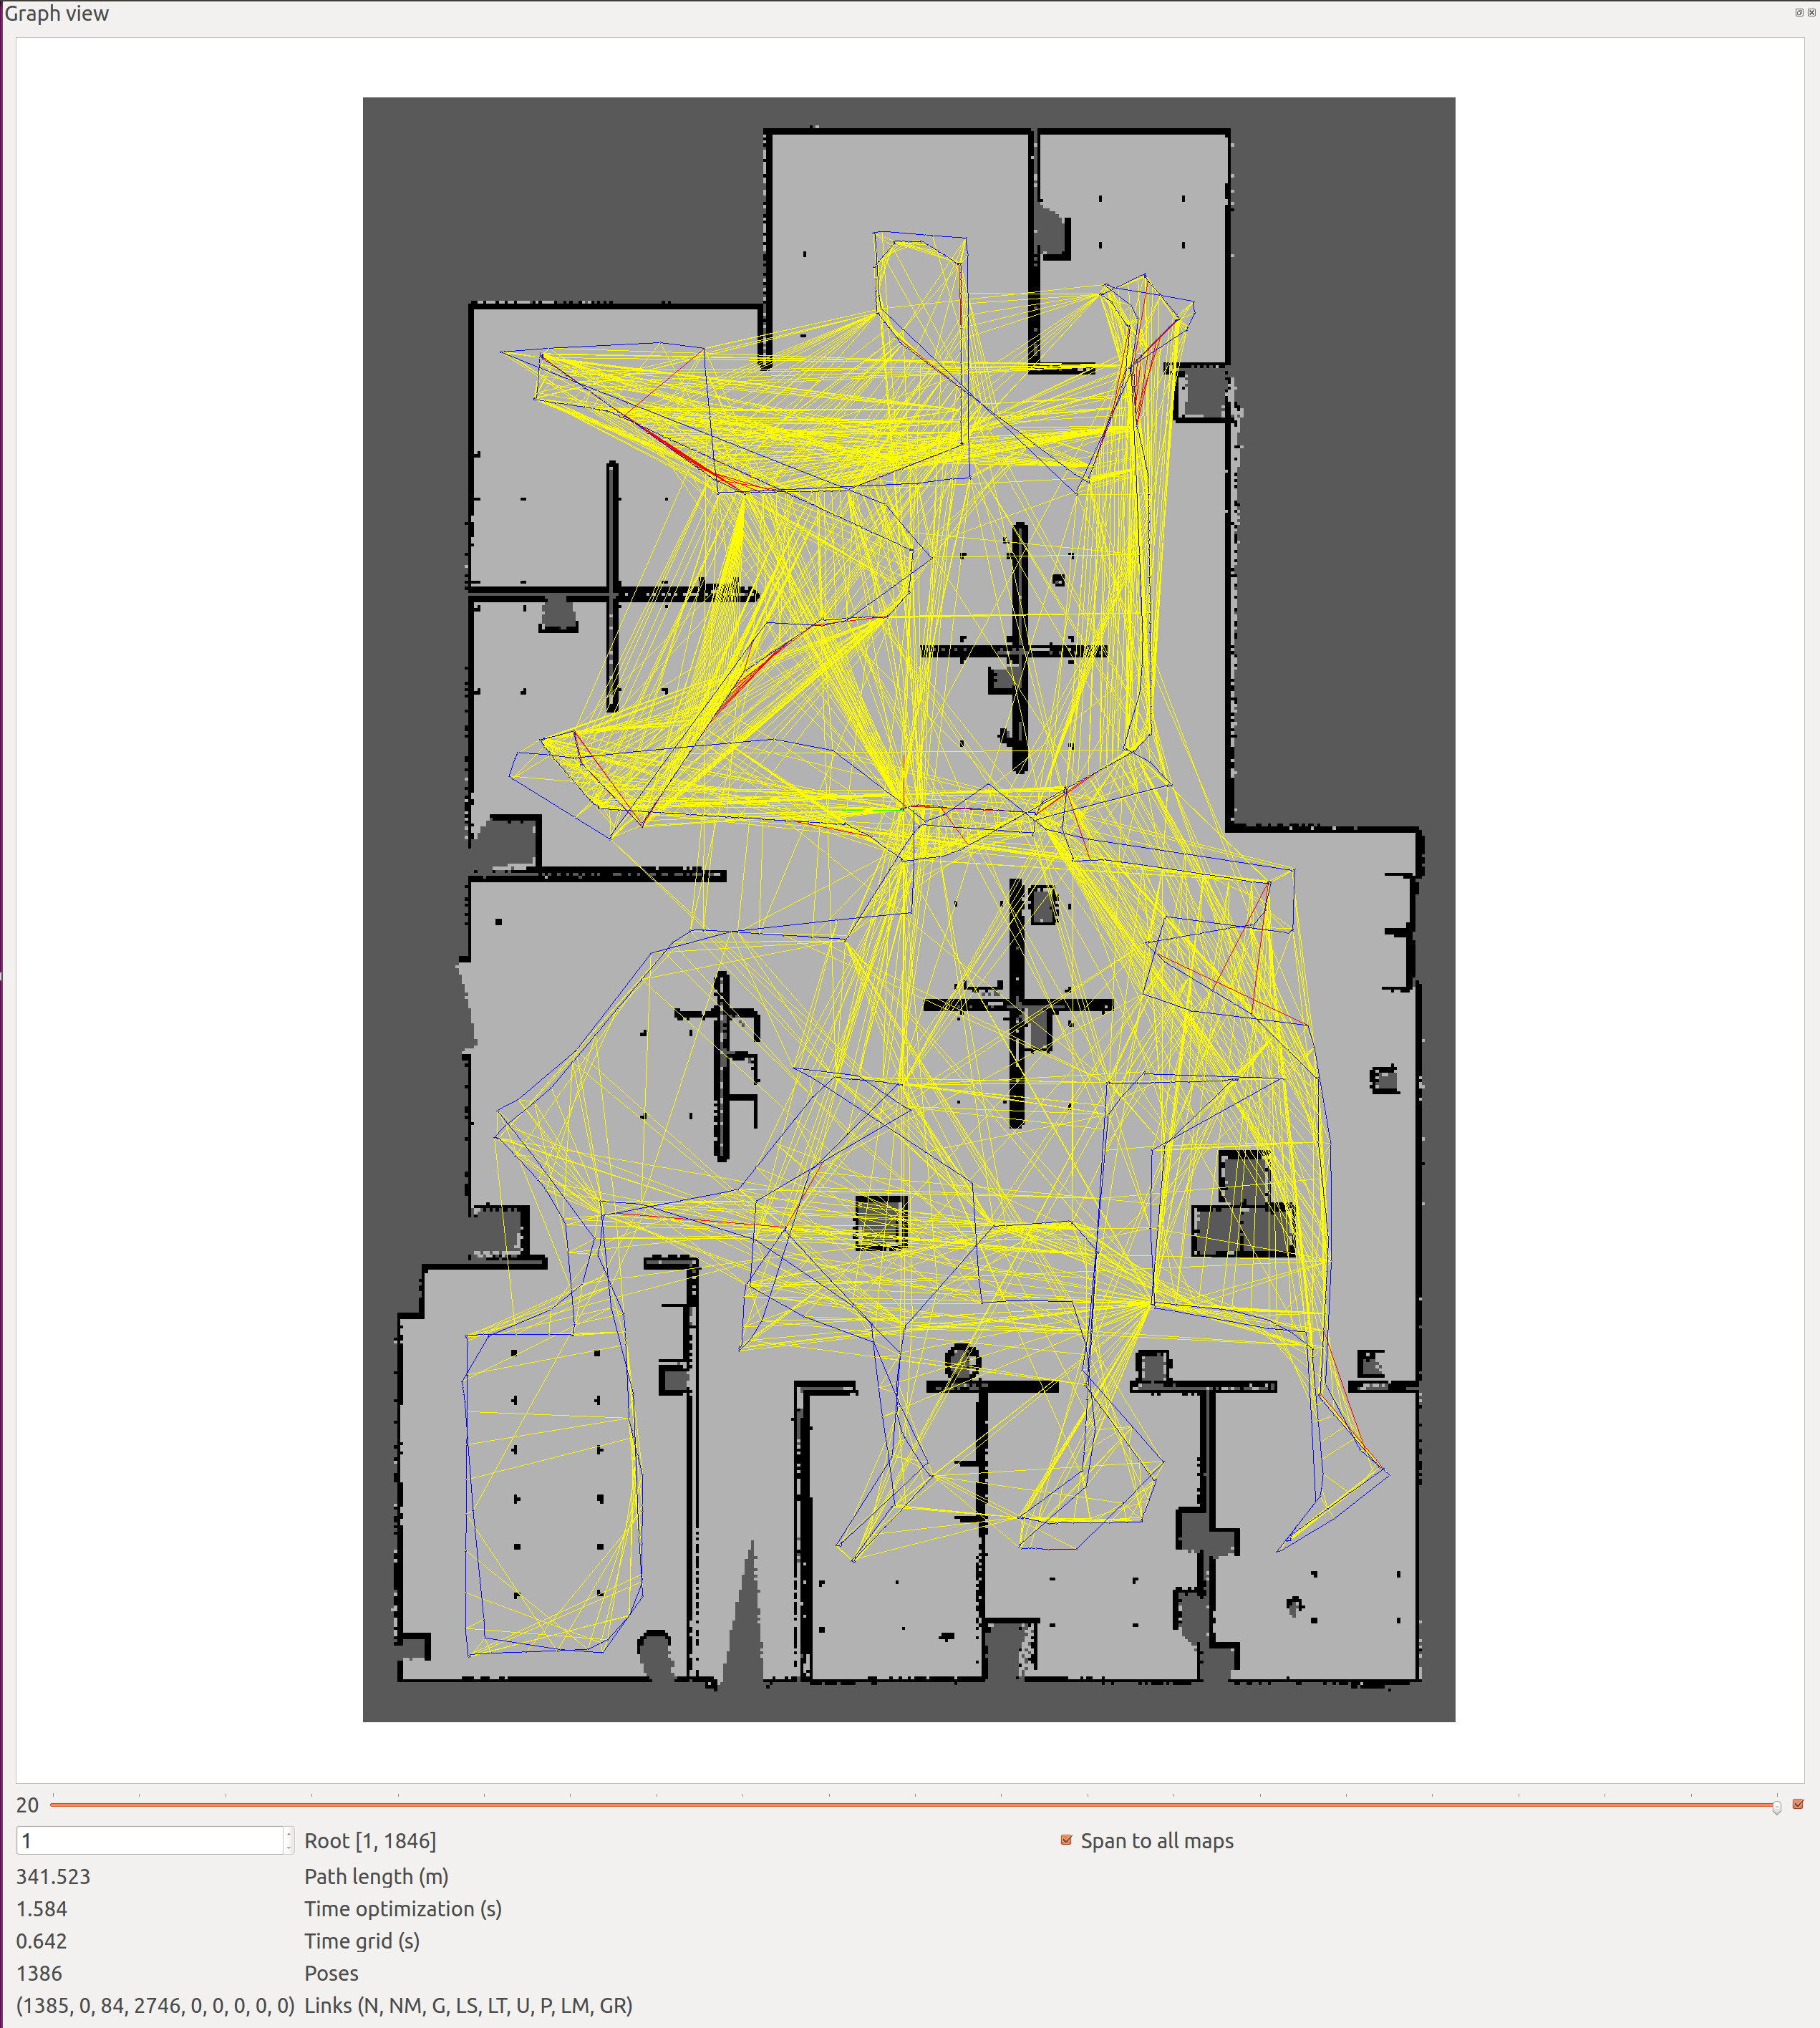 Graph view
20
1 Root [1, 1846] Span to all maps
341.523 Path length (m)
1.584 Time optimization (s)
0.642 Time grid (s)
1386 Poses
(1385, 0, 84, 2746, 0, 0, 0, 0, 0) Links (N, NM, G, LS, LT, U, P, LM, GR)